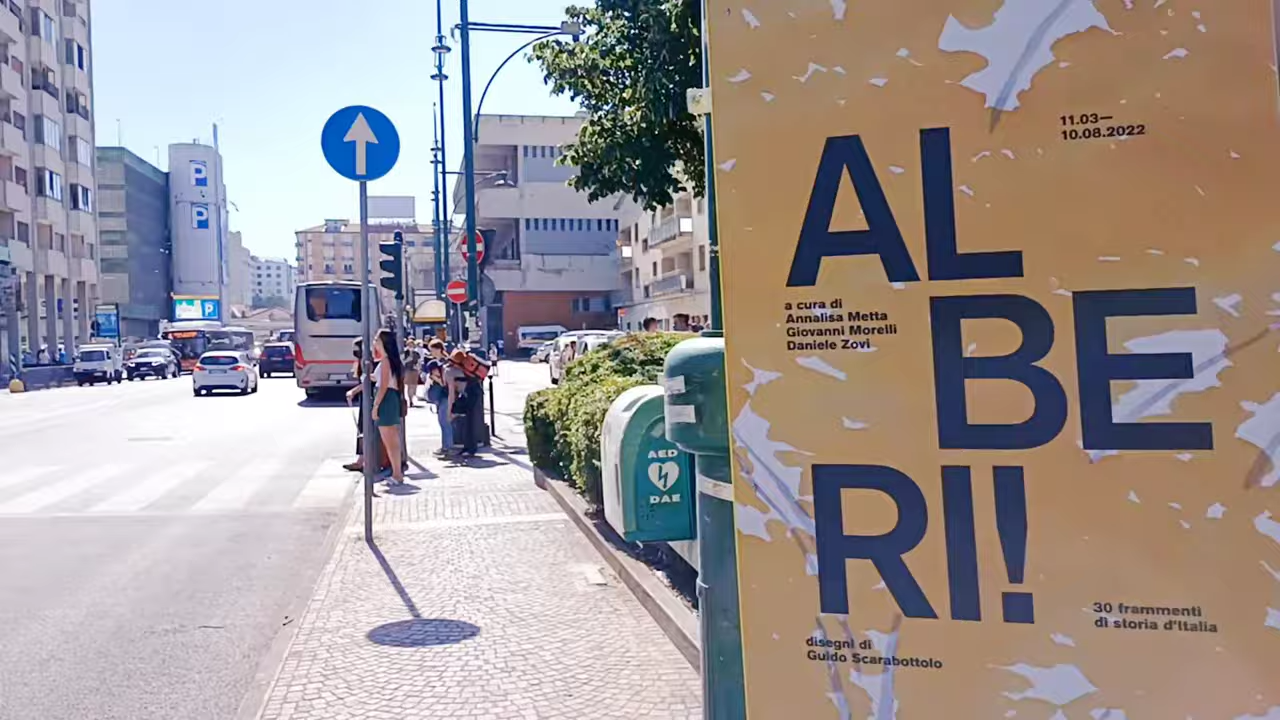 P
P
P
11.03—
10.08.2022
AL
a cura di
Annalisa Metta
Giovanni Morelli
Daniele Zovi
BE
AED
DAE
RI!
30 frammenti
di storia d'Italia
disegni di
Guido Scarabottolo